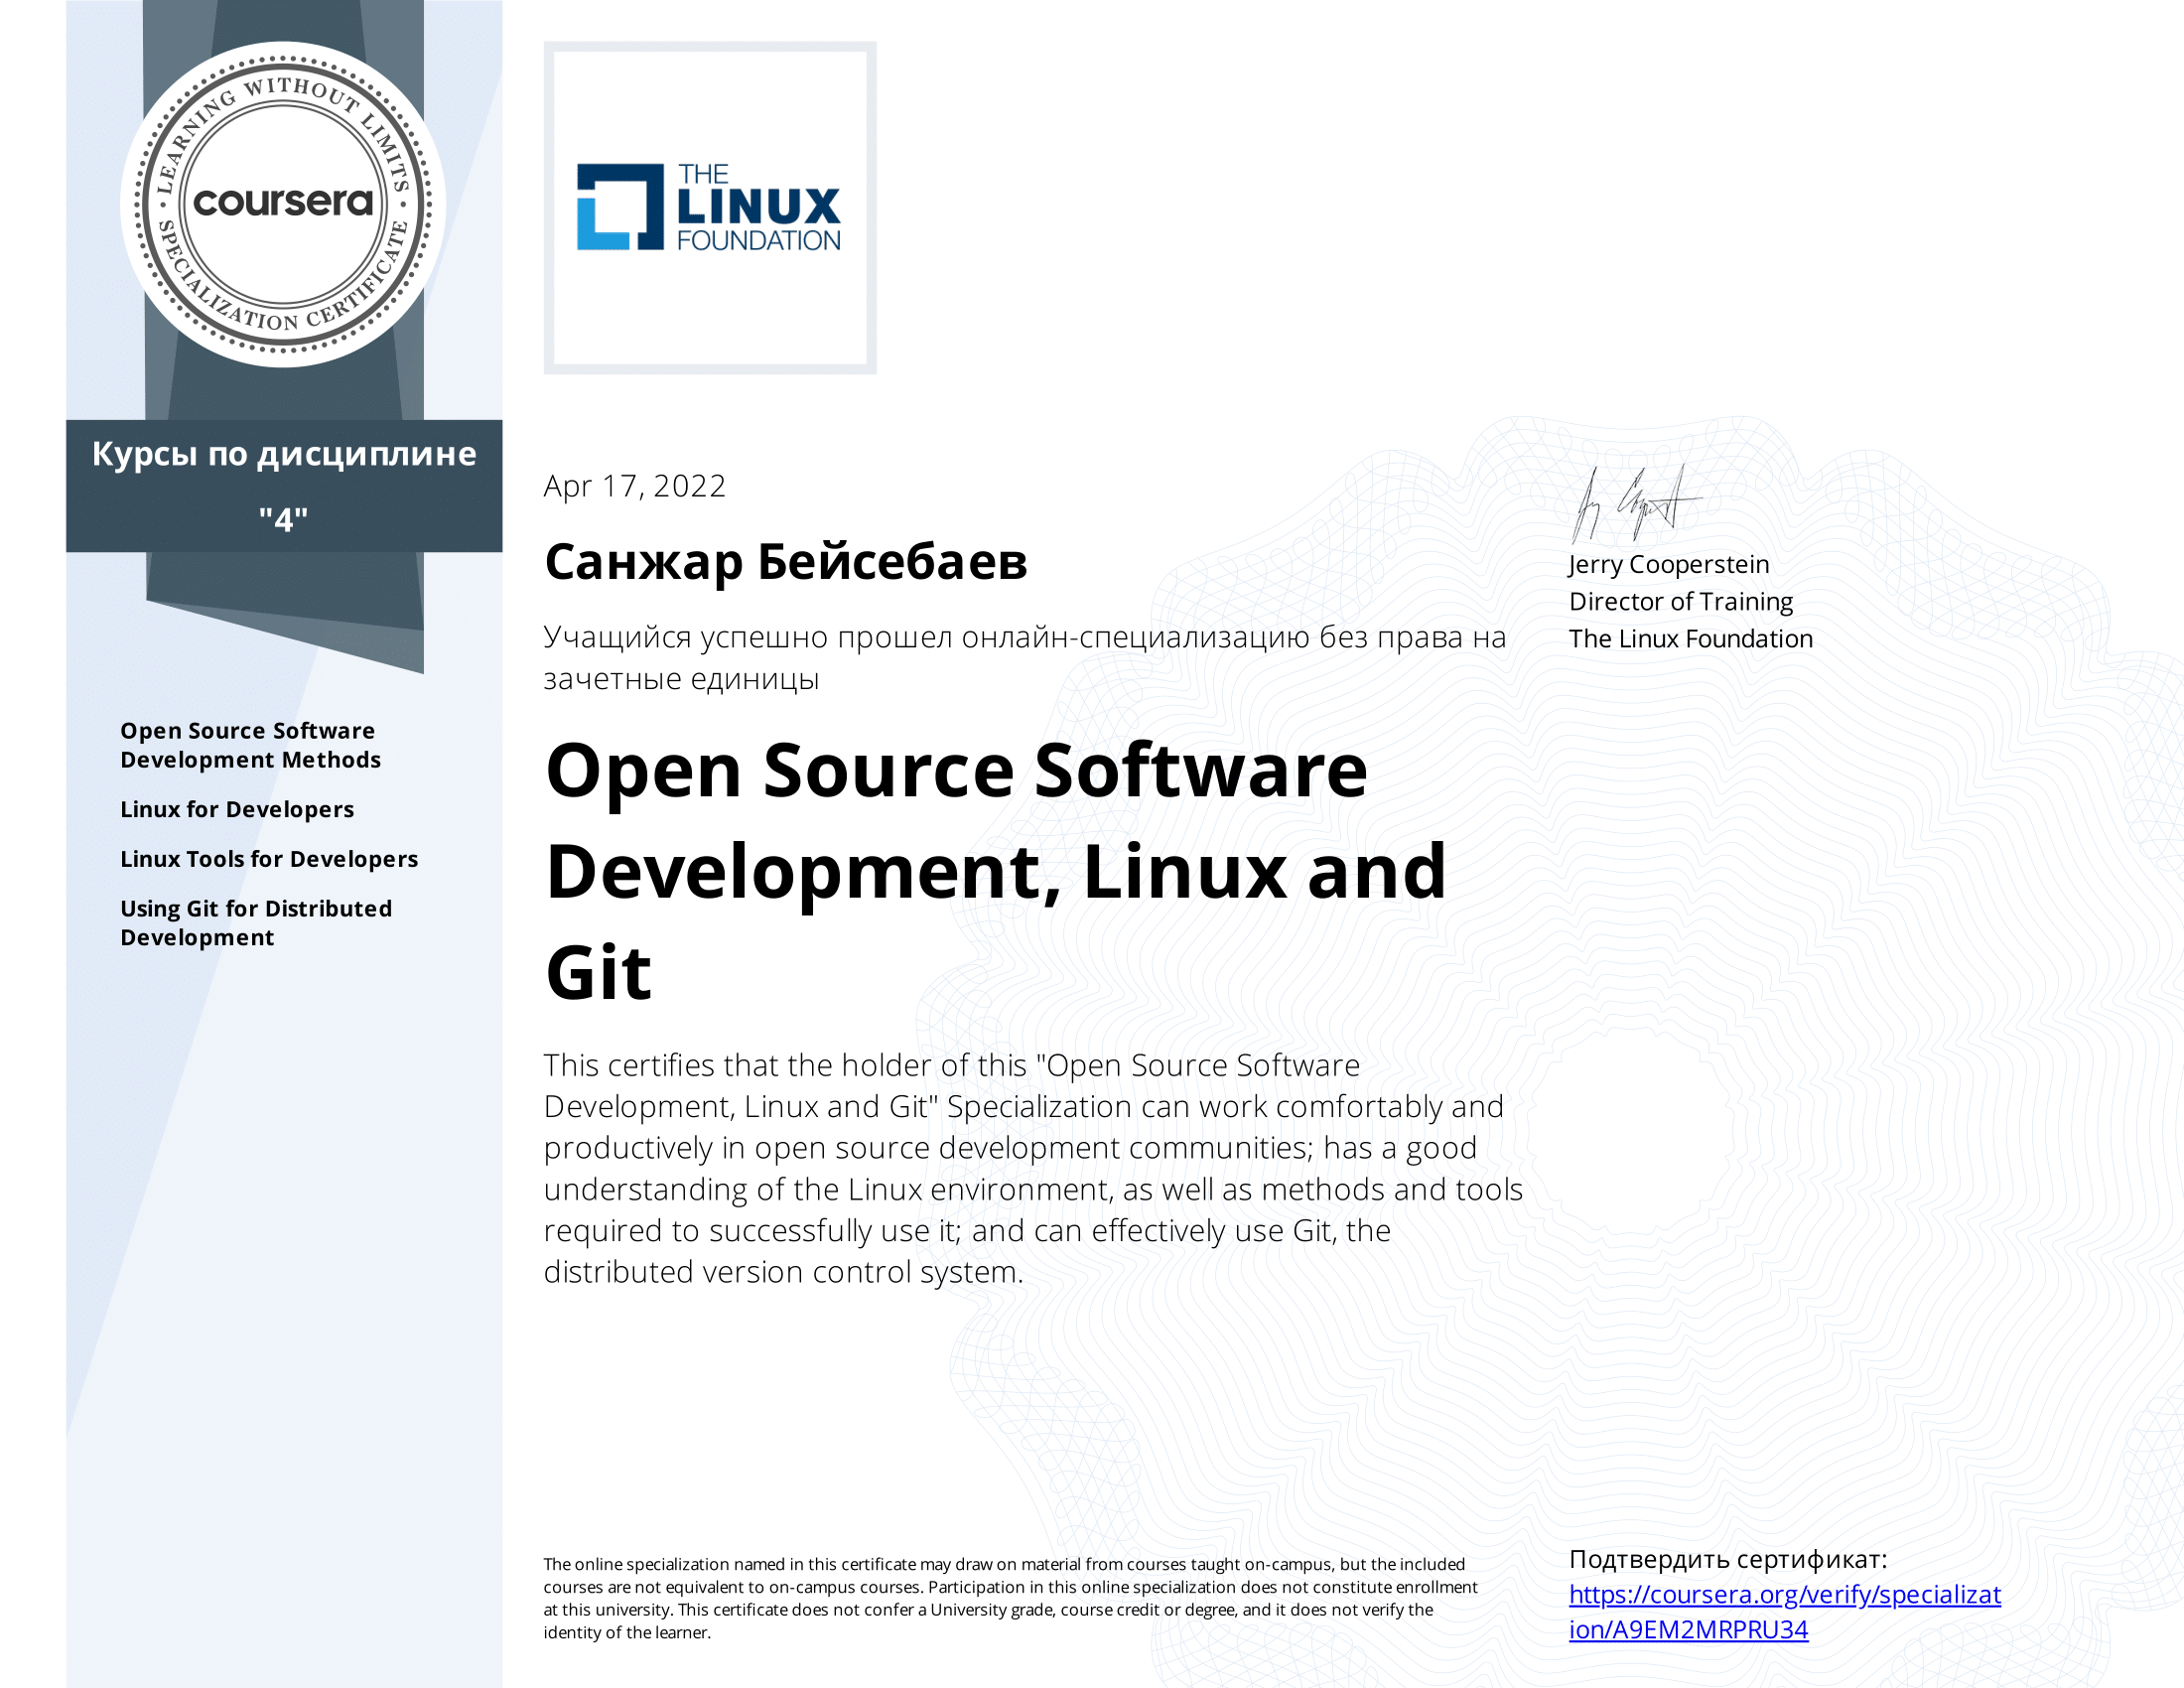 LEARNING WITHOUT LIMITS
coursera
SPECIALIZATION CERTIFICATE
Курсы по дисциплине
"4"
Open Source Software
Development Methods
Linux for Developers
Linux Tools for Developers
Using Git for Distributed
Development
THE
LINUX
FOUNDATION
Apr 17, 2022
Санжар Бейсебаев
Учащийся успешно прошел онлайн-специализацию без права на
зачетные единицы
Open Source Software
Development, Linux and
Git
This certifies that the holder of this "Open Source Software
Development, Linux and Git" Specialization can work comfortably and
productively in open source development communities; has a good
understanding of the Linux environment, as well as methods and tools
required to successfully use it; and can effectively use Git, the
distributed version control system.
Jerry Cooperstein
Director of Training
The Linux Foundation
The online specialization named in this certificate may draw on material from courses taught on-campus, but the included
courses are not equivalent to on-campus courses. Participation in this online specialization does not constitute enrollment
at this university. This certificate does not confer a University grade, course credit or degree, and it does not verify the
identity of the learner.
Подтвердить сертификат:
https://coursera.org/verify/specializat
ion/A9EM2MRPRU34